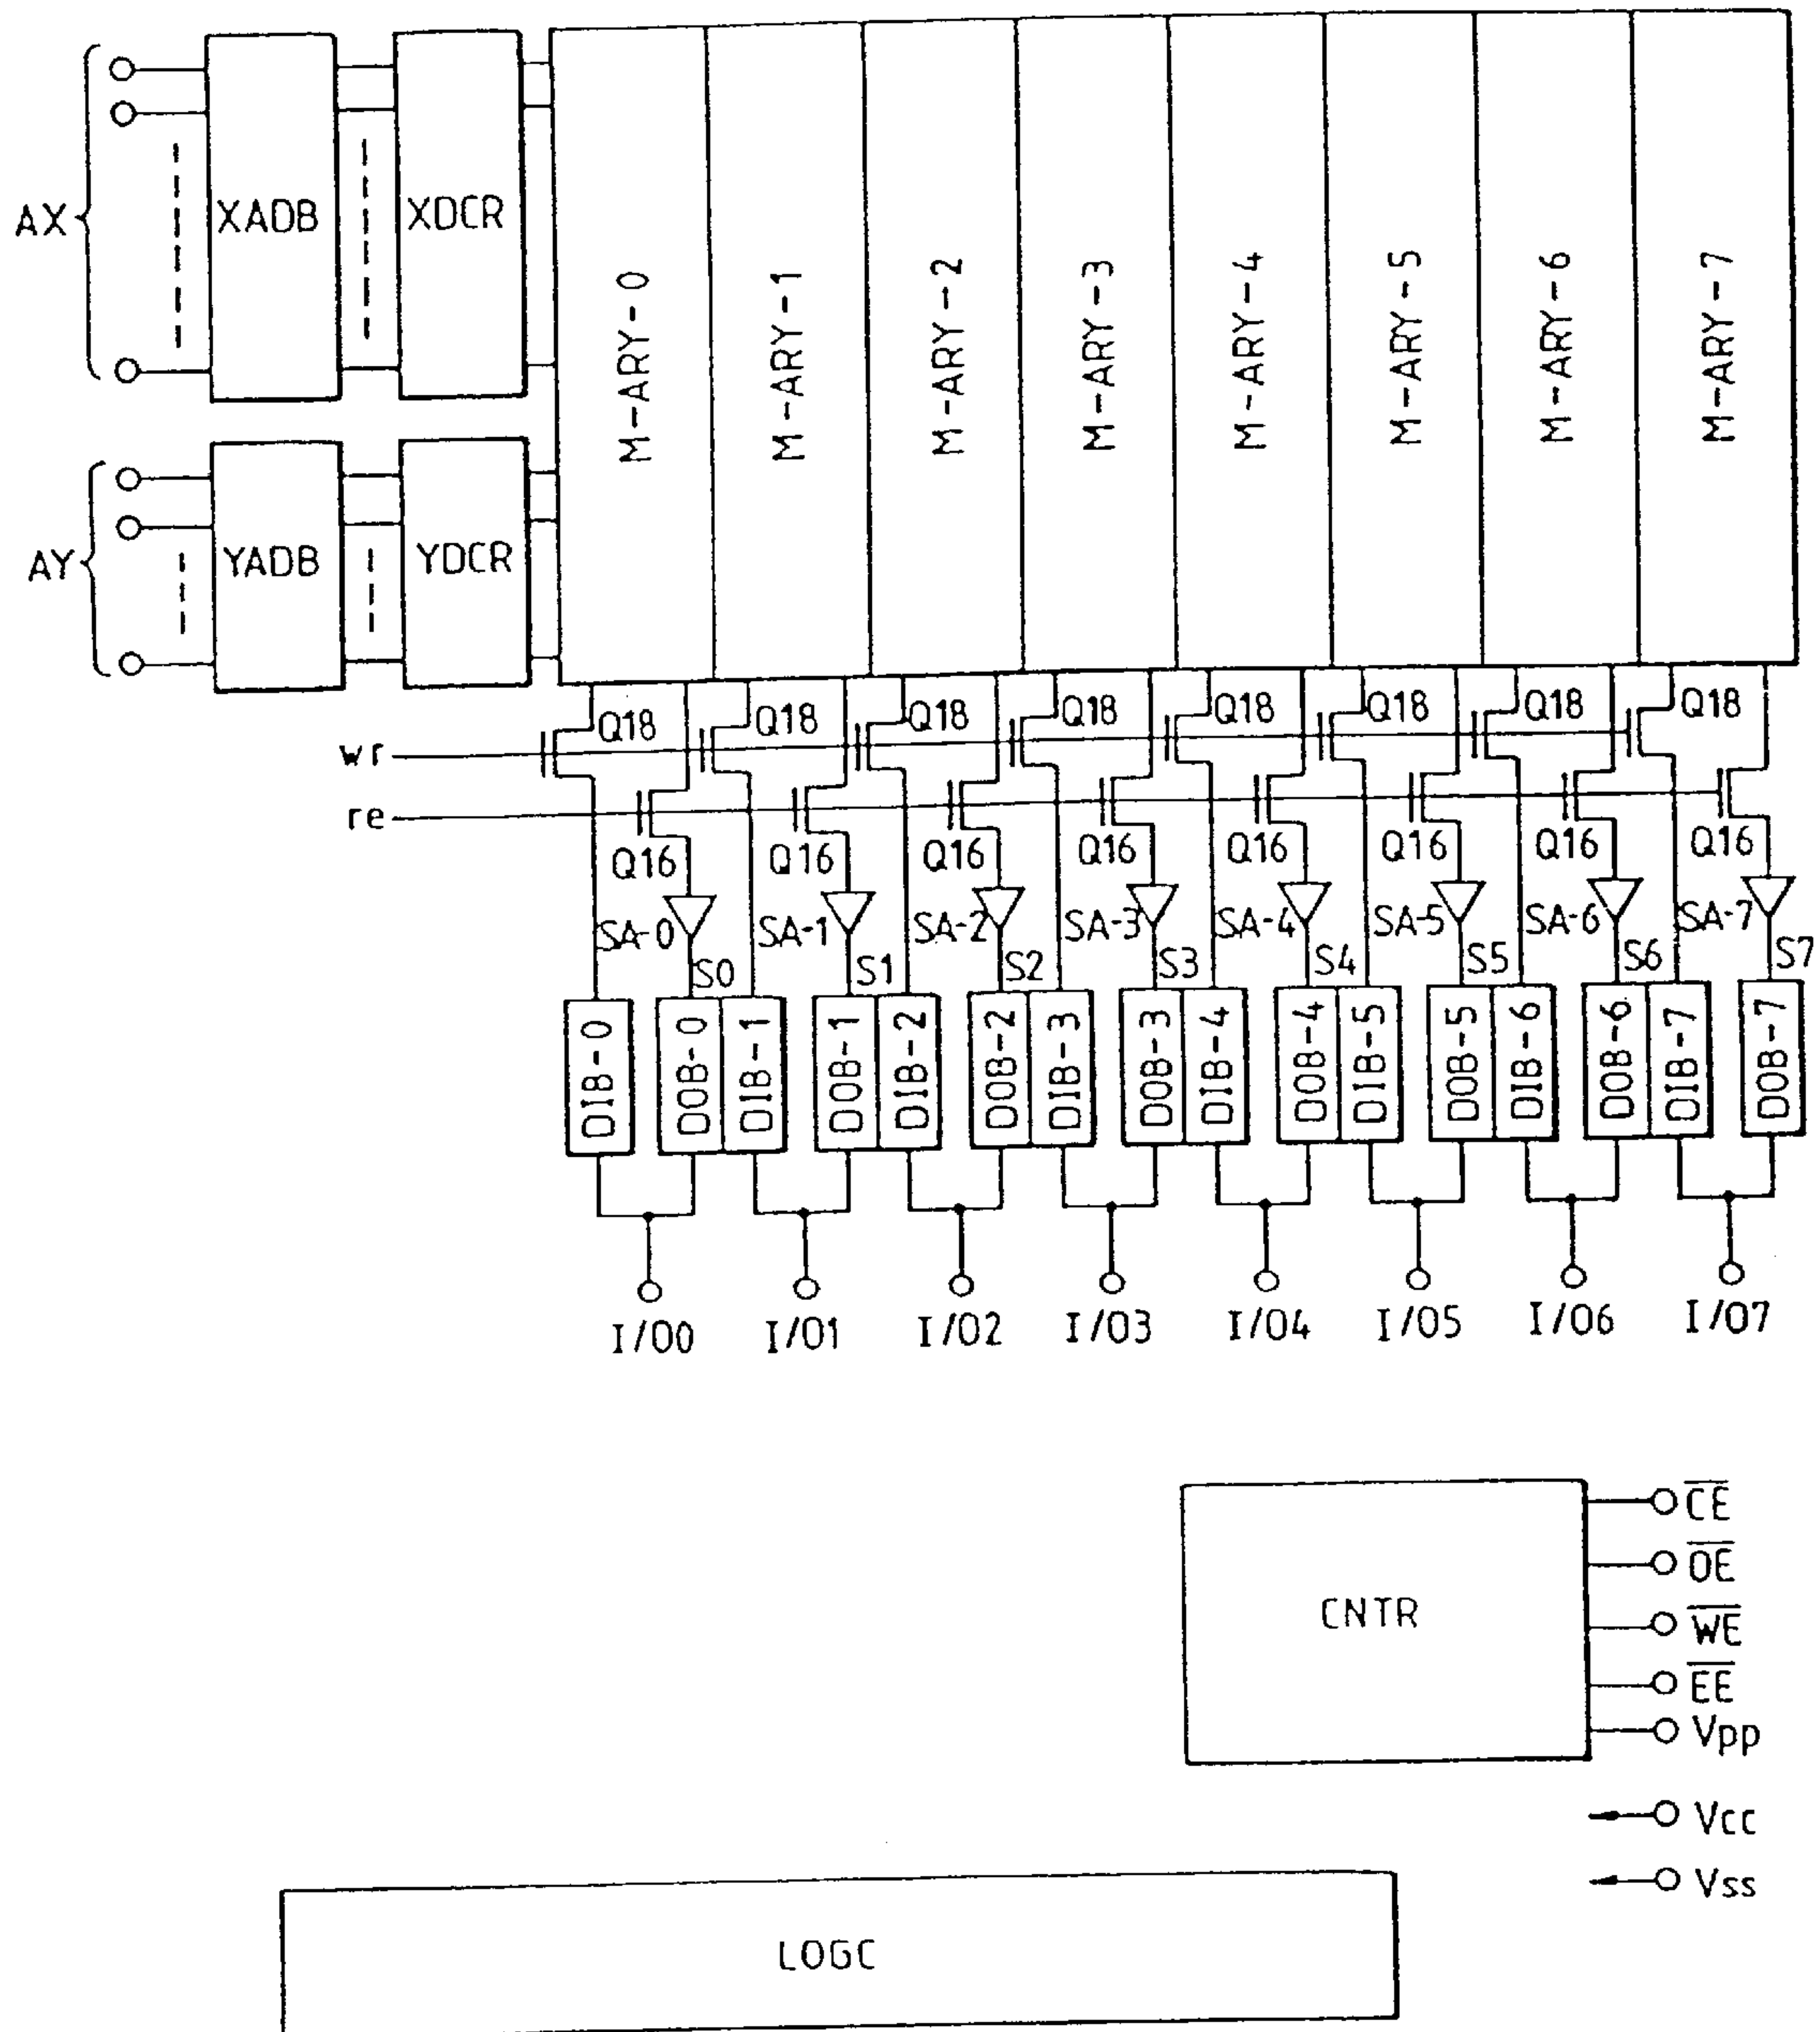 AX
XADB
XDCR
M-ARY-0
M-ARY-1
M-ARY-2
M-ARY-3
M-ARY-4
M-ARY-5
M-ARY-6
M-ARY-7
AY
YADB
YDCR
wr
Q18
Q18
Q18
Q18
Q18
Q18
Q18
Q18
re
Q16
Q16
Q16
Q16
Q16
Q16
Q16
Q16
SA-0
SA-1
SA-2
SA-3
SA-4
SA-5
SA-6
SA-7
S0
S1
S2
S3
S4
S5
S6
S7
DIB-0
DOB-0
DIB-1
DOB-1
DIB-2
DOB-2
DIB-3
DOB-3
DIB-4
DOB-4
DIB-5
DOB-5
DIB-6
DOB-6
DIB-7
DOB-7
I/O0
I/O1
I/O2
I/O3
I/O4
I/O5
I/O6
I/O7
CNTR
C̅E̅
O̅E̅
W̅E̅
E̅E̅
Vpp
Vcc
Vss
LOGC